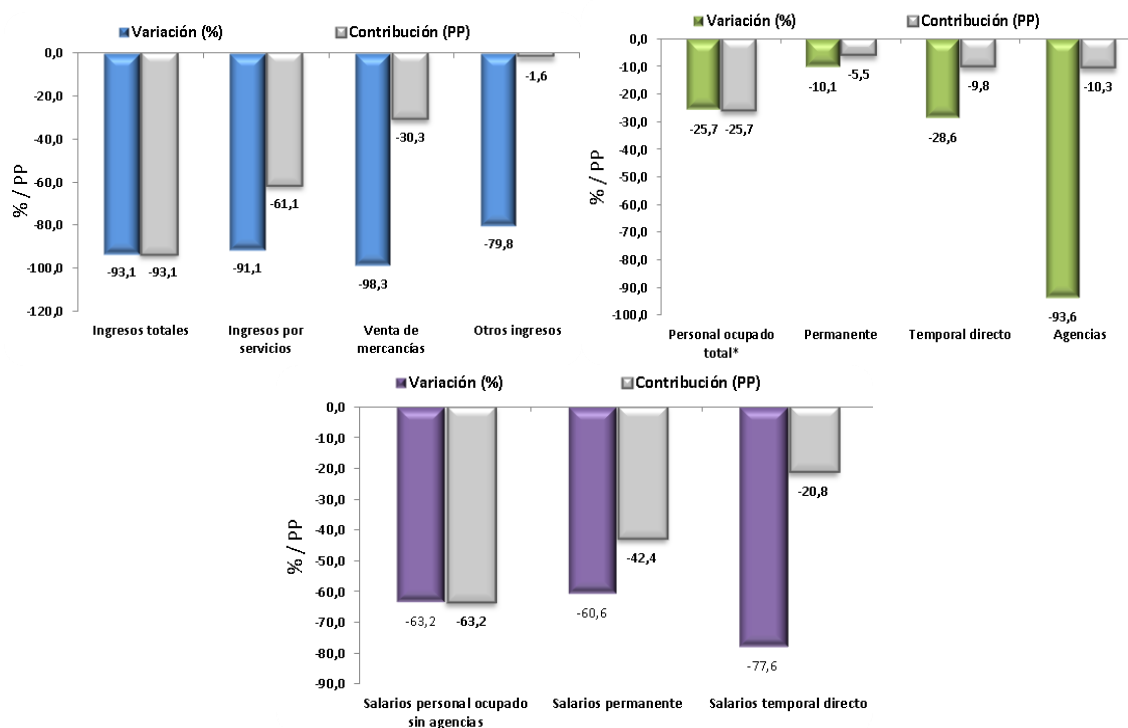 Variación (%) Contribución (PP)
0,0
-20,0
-40,0
-60,0
-80,0
-100,0
-120,0
% / PP
-93,1 -93,1
-91,1
-61,1
-98,3
-30,3
-79,8
-1,6
Ingresos totales
Ingresos por
servicios
Venta de
mercancías
Otros ingresos
Variación (%) Contribución (PP)
0,0
-10,0
-20,0
-30,0
-40,0
-50,0
-60,0
-70,0
-80,0
-90,0
-100,0
% / PP
-25,7 -25,7
-10,1
-5,5
-28,6
-9,8
-93,6
-10,3
Personal ocupado
total*
Permanente
Temporal directo
Agencias
Variación (%) Contribución (PP)
0,0
-10,0
-20,0
-30,0
-40,0
-50,0
-60,0
-70,0
-80,0
-90,0
% / PP
-63,2 -63,2
-60,6
-42,4
-77,6
-20,8
Salarios personal ocupado
sin agencias
Salarios permanente
Salarios temporal directo